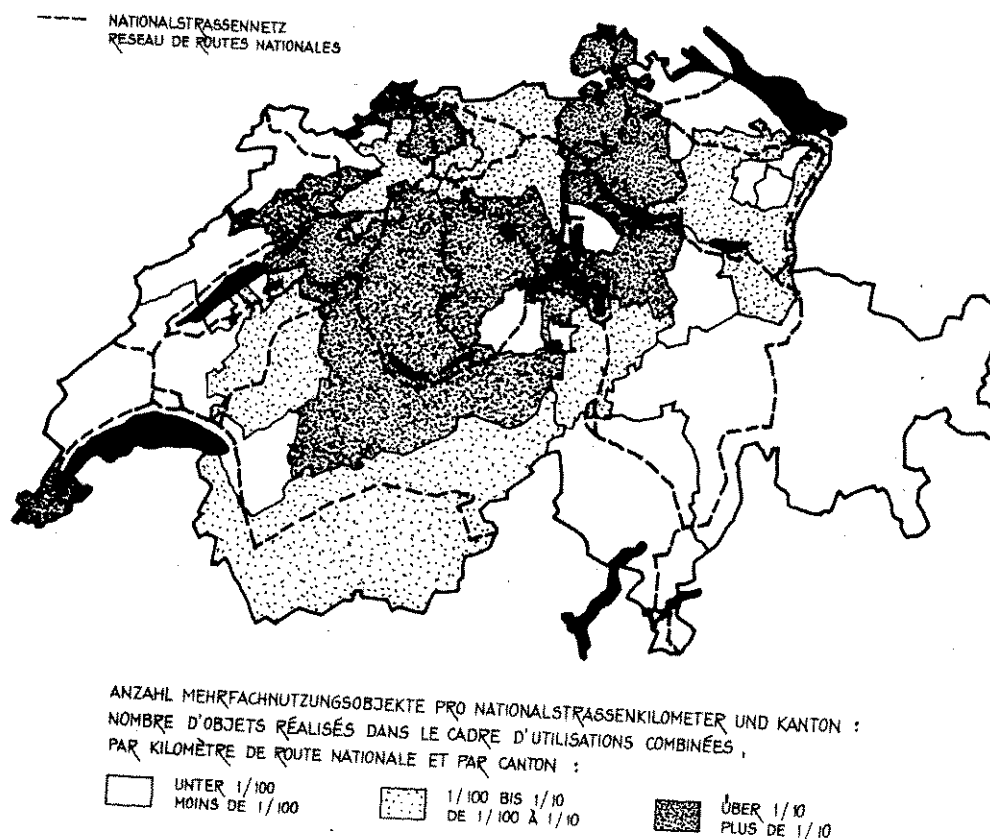 NATIONALSTRASSENNETZ
RESEAU DE ROUTES NATIONALES
ANZAHL MEHRFACHNUTZUNGSOBJEKTE PRO NATIONALSTRASSENKILOMETER UND KANTON :
NOMBRE D'OBJETS RÉALISÉS DANS LE CADRE D'UTILISATIONS COMBINÉES,
PAR KILOMÈTRE DE ROUTE NATIONALE ET PAR CANTON :
UNTER 1/100
MOINS DE 1/100
1/100 BIS 1/10
DE 1/100 À 1/10
ÜBER 1/10
PLUS DE 1/10